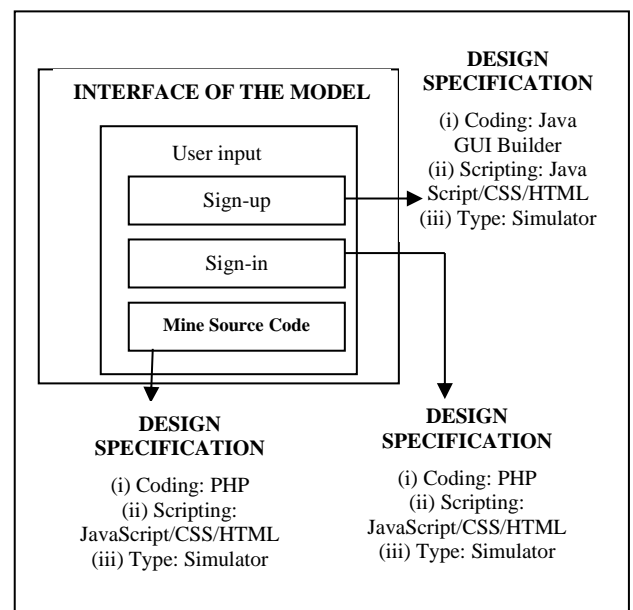 INTERFACE OF THE MODEL
User input
Sign-up
Sign-in
Mine Source Code
DESIGN
SPECIFICATION
(i) Coding: Java
GUI Builder
(ii) Scripting: Java
Script/CSS/HTML
(iii) Type: Simulator
DESIGN
SPECIFICATION
(i) Coding: PHP
(ii) Scripting:
JavaScript/CSS/HTML
(iii) Type: Simulator
DESIGN
SPECIFICATION
(i) Coding: PHP
(ii) Scripting:
JavaScript/CSS/HTML
(iii) Type: Simulator